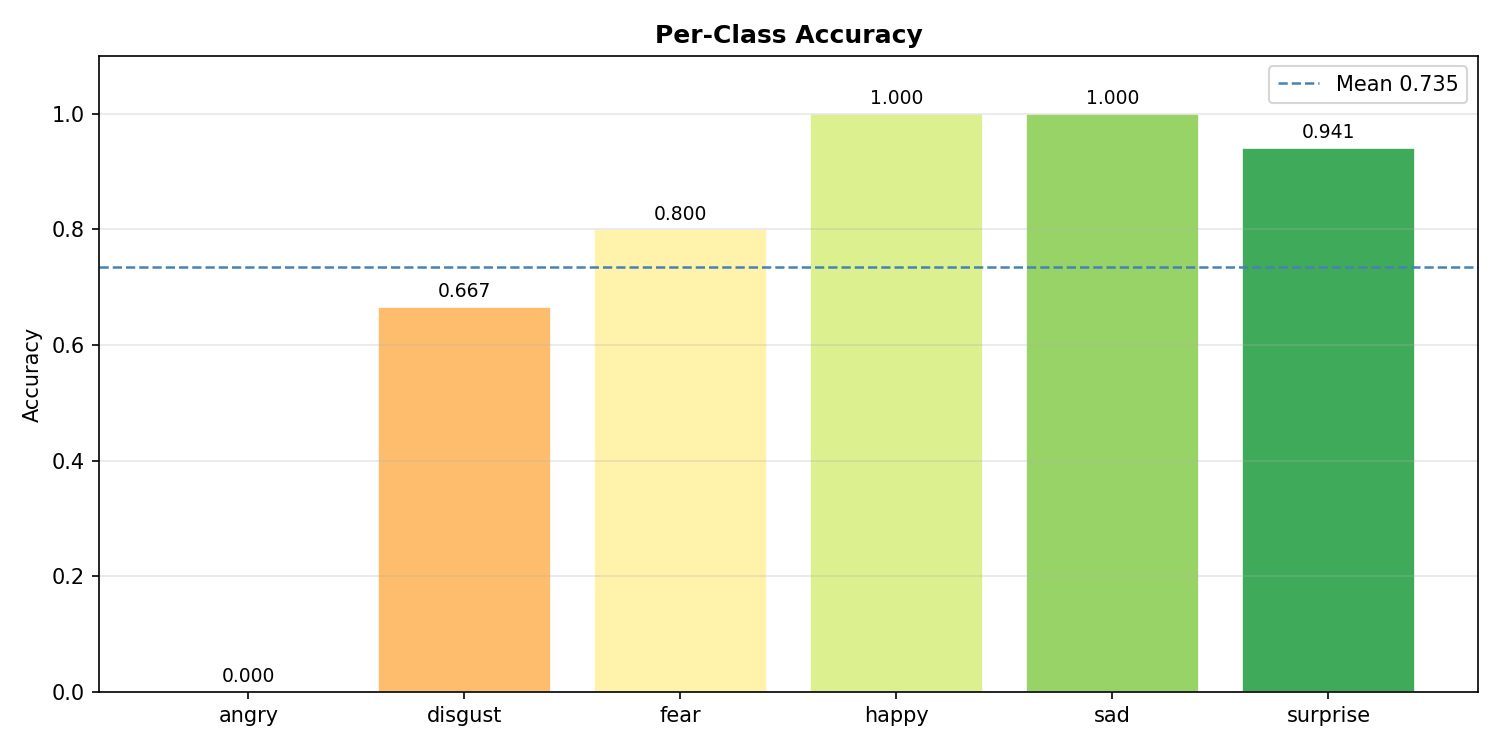 Per-Class Accuracy
Mean 0.735
Accuracy
1.0
0.8
0.6
0.4
0.2
0.0
0.000
0.667
0.800
1.000
1.000
0.941
angry
disgust
fear
happy
sad
surprise